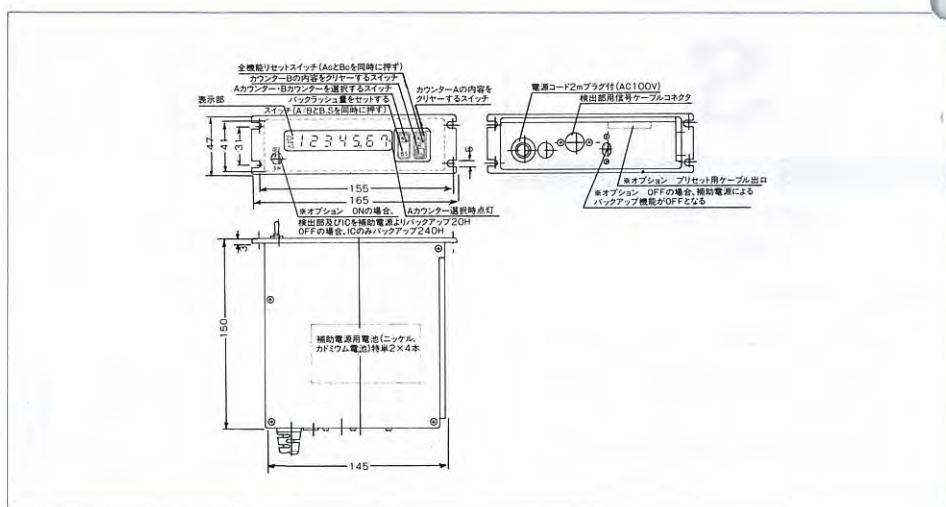 全機能リセットスイッチ(AcとBcを同時に押す)
カウンターBの内容をクリヤーするスイッチ
Aカウンター・Bカウンターを選択するスイッチ
バックラッシュ量をセットする
スイッチ(A/BとB.Sを同時に押す)
表示部
カウンターAの内容を
クリヤーするスイッチ
電源コード2mプラグ付(AC100V)
検出部用信号ケーブルコネクタ
1 2 3. 4 5. 6 7
47
41
31
5
155
165
※オプション ONの場合、
検出部及びICを補助電源よりバックアップ20H
OFFの場合、ICのみバックアップ240H
Aカウンター選択時点灯
※オプション プリセット用ケーブル出口
※オプション OFFの場合、補助電源による
バックアップ機能がOFFとなる
3
150
補助電源用電池(ニッケル、
カドミウム電池)特単2×4本
145